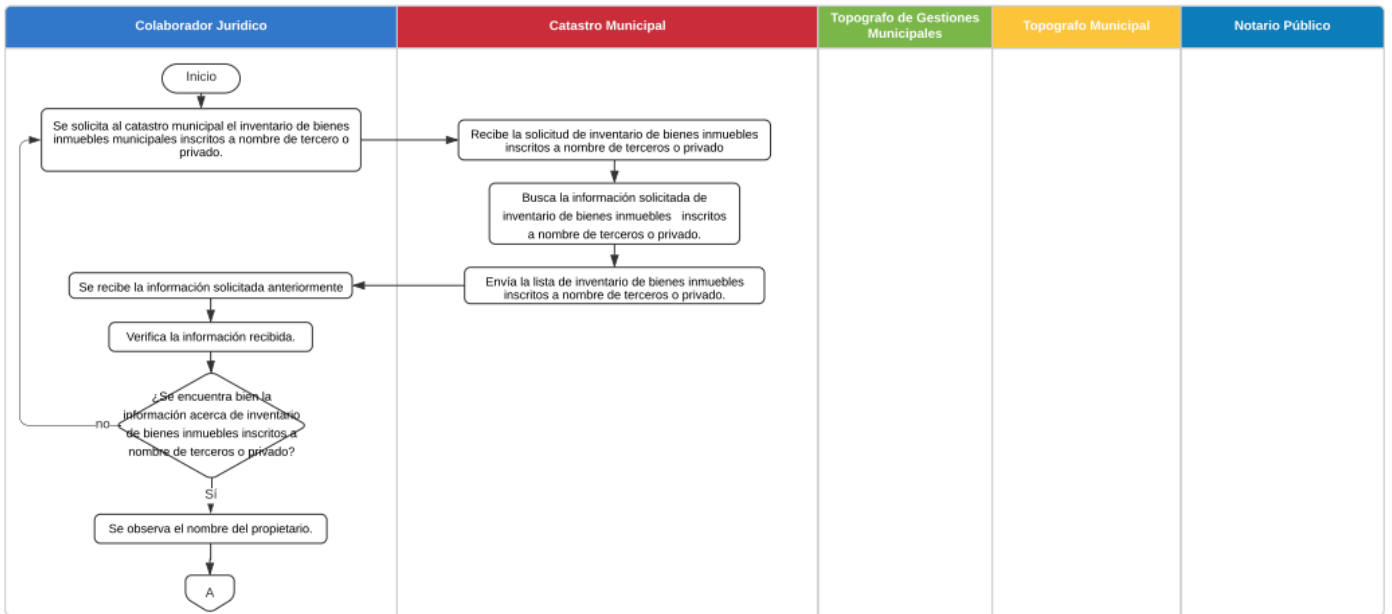 Colaborador Juridico
Catastro Municipal
Topografo de Gestiones
Municipales
Topografo Municipal
Notario Público
Inicio
Se solicita al catastro municipal el inventario de bienes
inmuebles municipales inscritos a nombre de tercero o
privado.
Recibe la solicitud de inventario de bienes inmuebles
inscritos a nombre de terceros o privado
Busca la información solicitada de
inventario de bienes inmuebles inscritos
a nombre de terceros o privado.
Envía la lista de inventario de bienes inmuebles
inscritos a nombre de terceros o privado.
Se recibe la información solicitada anteriormente
Verifica la información recibida.
¿Se encuentra bien la
información acerca de inventario
de bienes inmuebles inscritos a
nombre de terceros o privado?
no
Sí
Se observa el nombre del propietario.
A